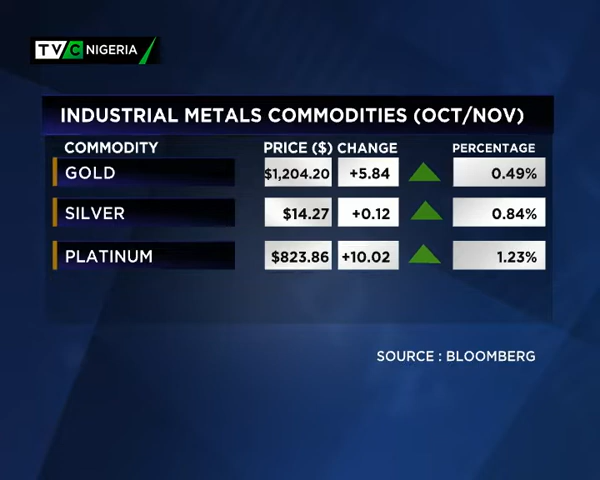 TVC NIGERIA
INDUSTRIAL METALS COMMODITIES (OCT/NOV)
COMMODITY PRICE ($) CHANGE PERCENTAGE
GOLD $1,204.20 +5.84 0.49%
SILVER $14.27 +0.12 0.84%
PLATINUM $823.86 +10.02 1.23%
SOURCE : BLOOMBERG